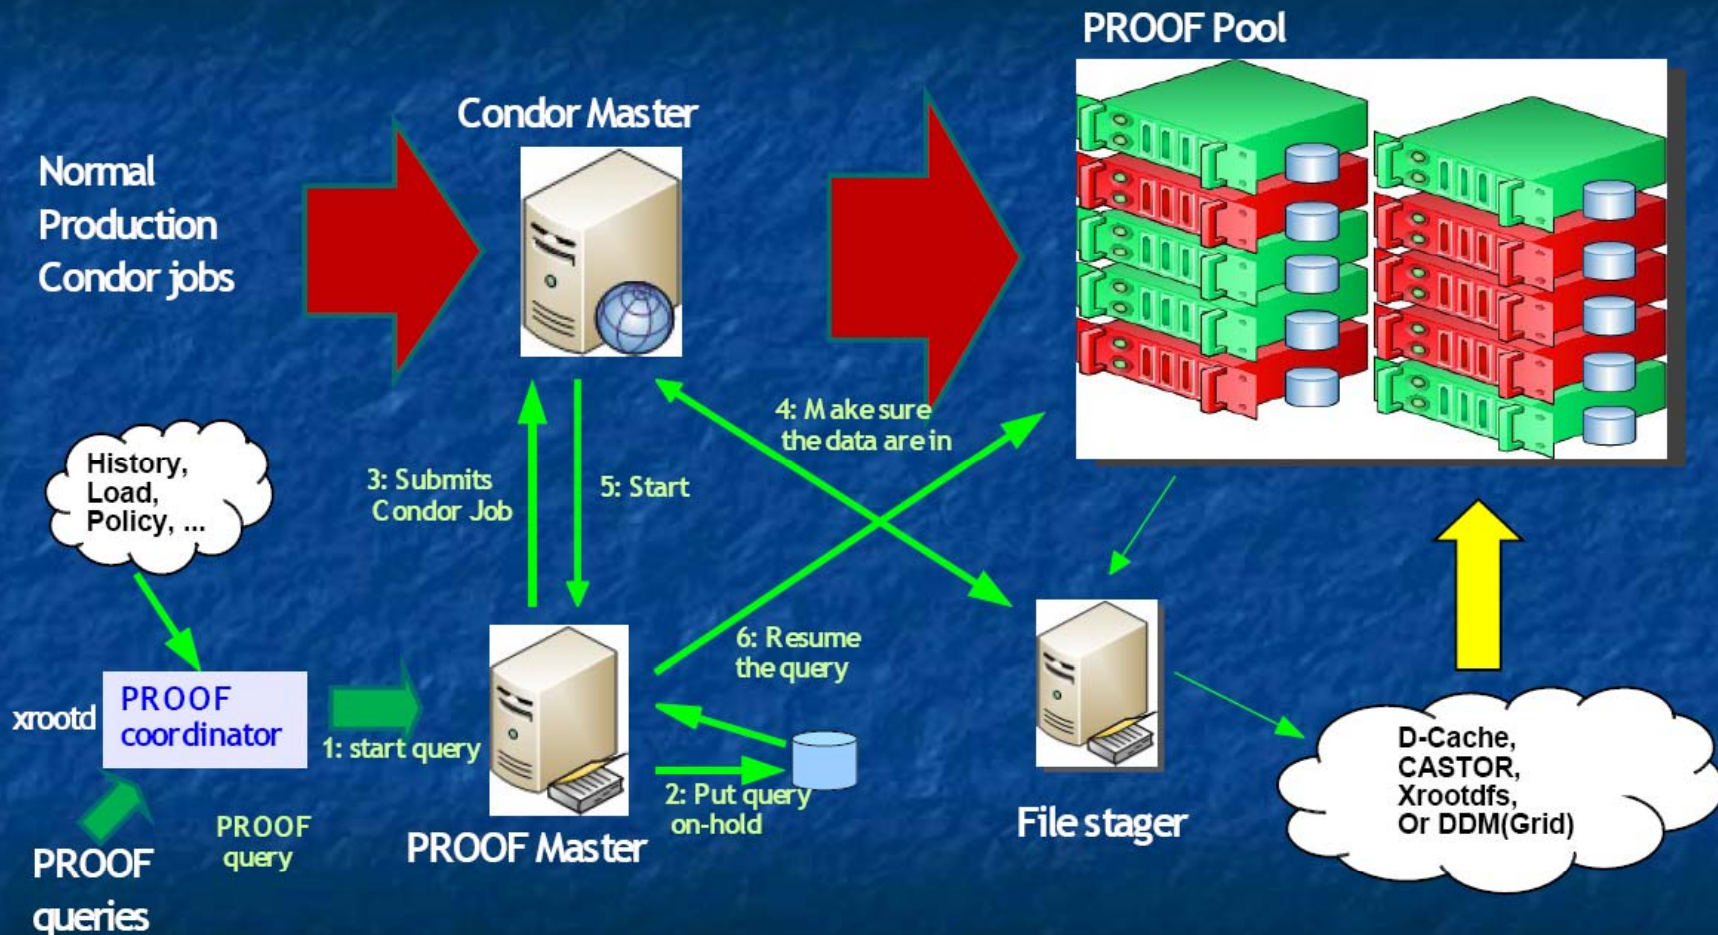 PROOF Pool
Condor Master
Normal
Production
Condor jobs
4: Make sure
the data are in
History,
Load,
Policy, ...
3: Submits
Condor Job
5: Start
6: Resume
the query
xrootd
PROOF
coordinator
1: start query
2: Put query
on-hold
PROOF
query
PROOF Master
File stager
D-Cache,
CASTOR,
Xrootdfs,
Or DDM(Grid)
PROOF
queries